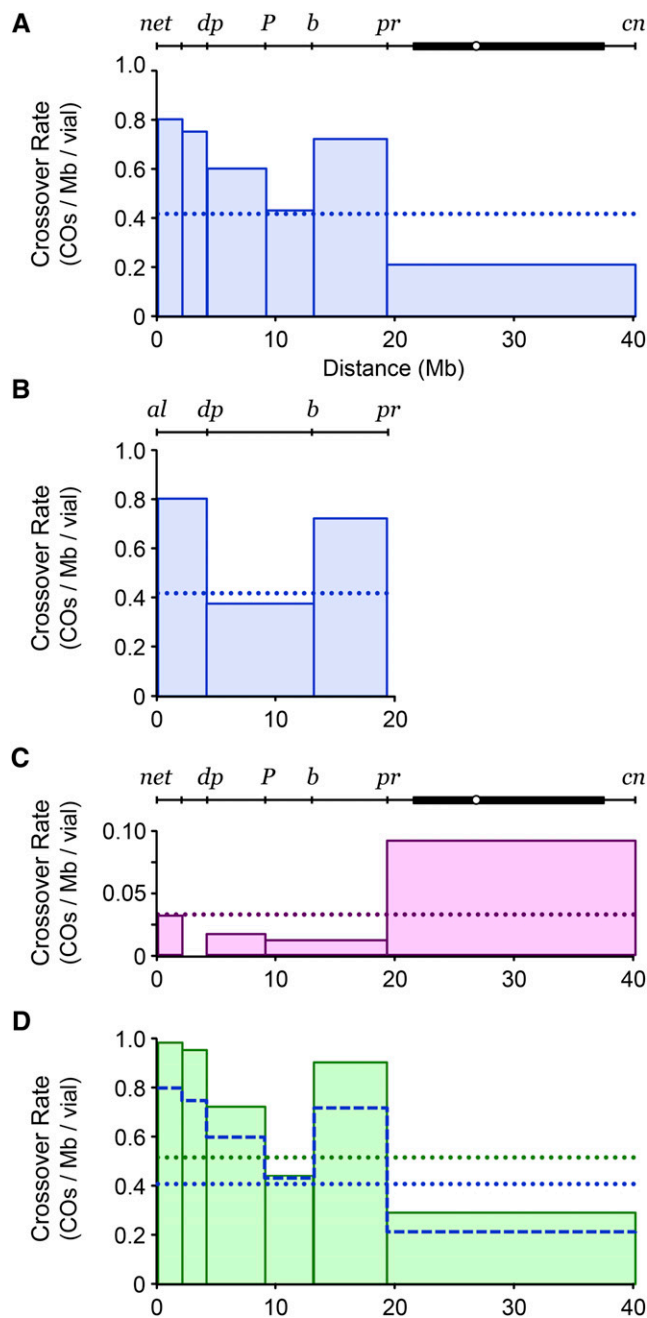 A
net dp P b pr cn
1.0
0.8
0.6
0.4
0.2
0
Crossover Rate
(COs / Mb / vial)
0 10 20 30 40
Distance (Mb)
B
al dp b pr
1.0
0.8
0.6
0.4
0.2
0
Crossover Rate
(COs / Mb / vial)
0 10 20
C
net dp P b pr cn
0.10
0.05
0
Crossover Rate
(COs / Mb / vial)
0 10 20 30 40
D
1.0
0.8
0.6
0.4
0.2
0
Crossover Rate
(COs / Mb / vial)
0 10 20 30 40